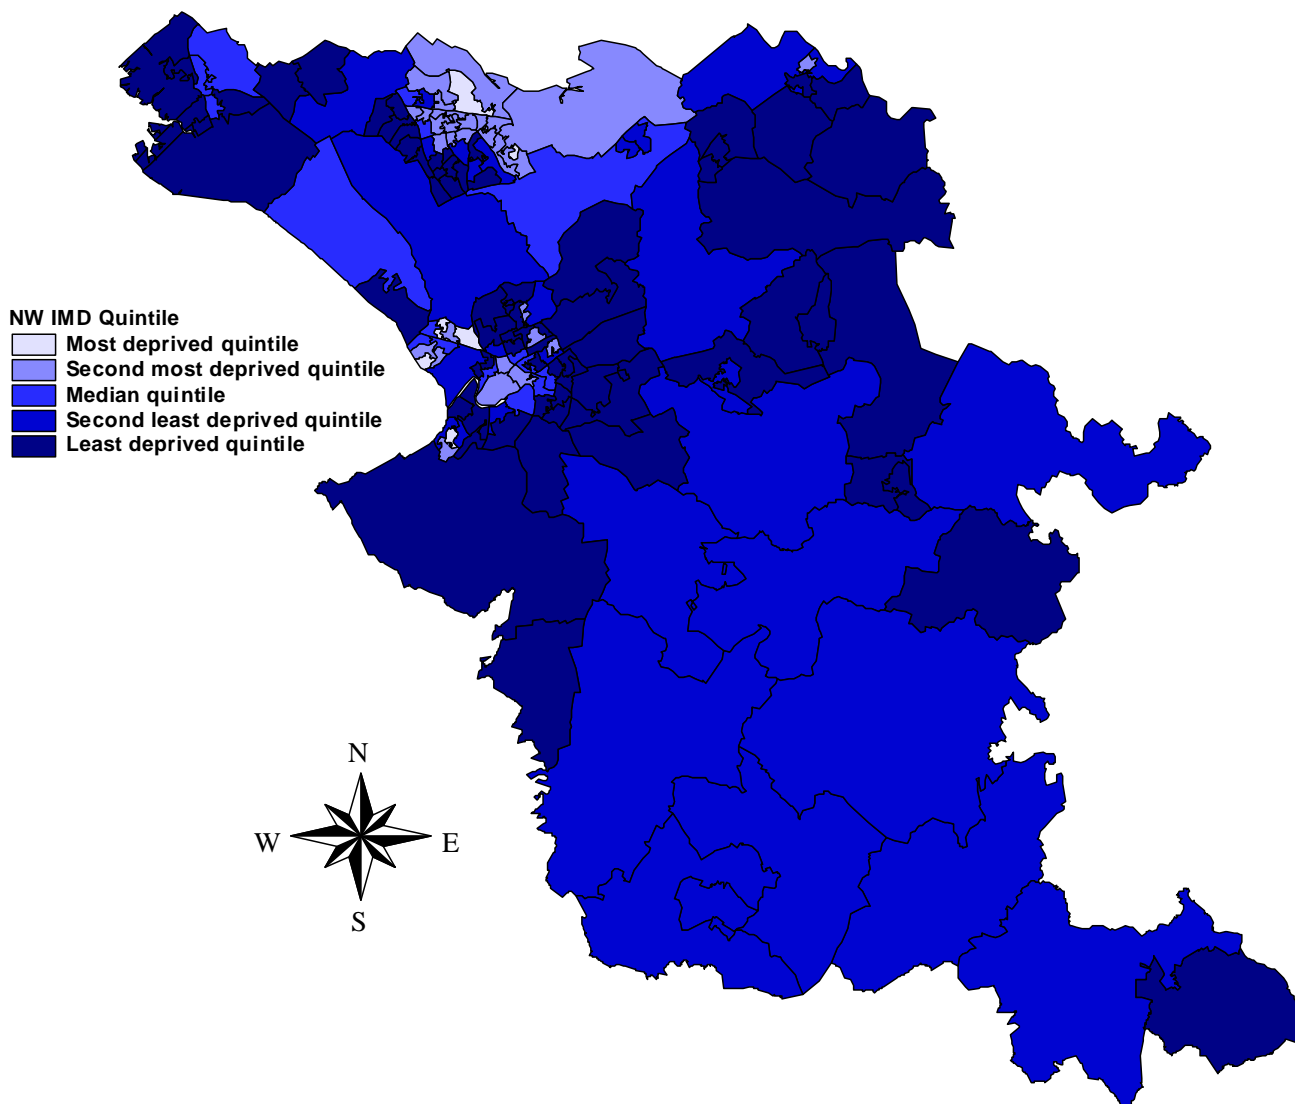 NW IMD Quintile
Most deprived quintile
Second most deprived quintile
Median quintile
Second least deprived quintile
Least deprived quintile
N
W E
S